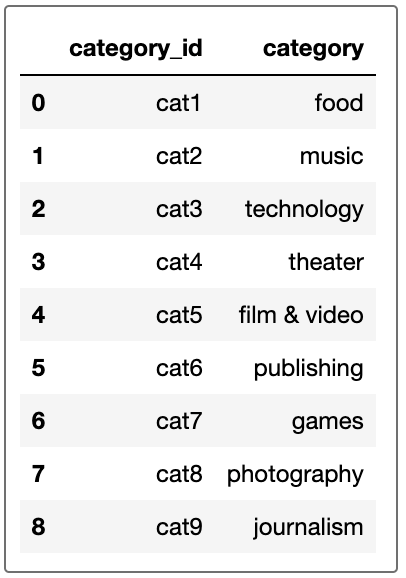 category_id category
0 cat1 food
1 cat2 music
2 cat3 technology
3 cat4 theater
4 cat5 film & video
5 cat6 publishing
6 cat7 games
7 cat8 photography
8 cat9 journalism